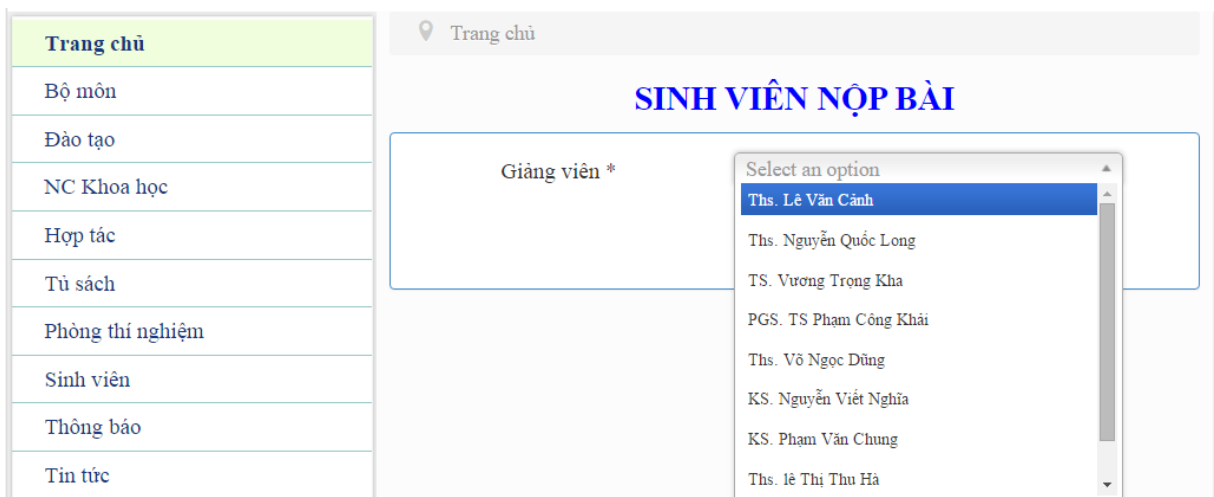 Trang chủ
Bộ môn
Đào tạo
NC Khoa học
Hợp tác
Tủ sách
Phòng thí nghiệm
Sinh viên
Thông báo
Tin tức
Trang chủ
SINH VIÊN NỘP BÀI
Giảng viên *
Select an option
Ths. Lê Văn Cảnh
Ths. Nguyễn Quốc Long
TS. Vương Trọng Kha
PGS. TS Phạm Công Khải
Ths. Võ Ngọc Dũng
KS. Nguyễn Viết Nghĩa
KS. Phạm Văn Chung
Ths. lê Thị Thu Hà